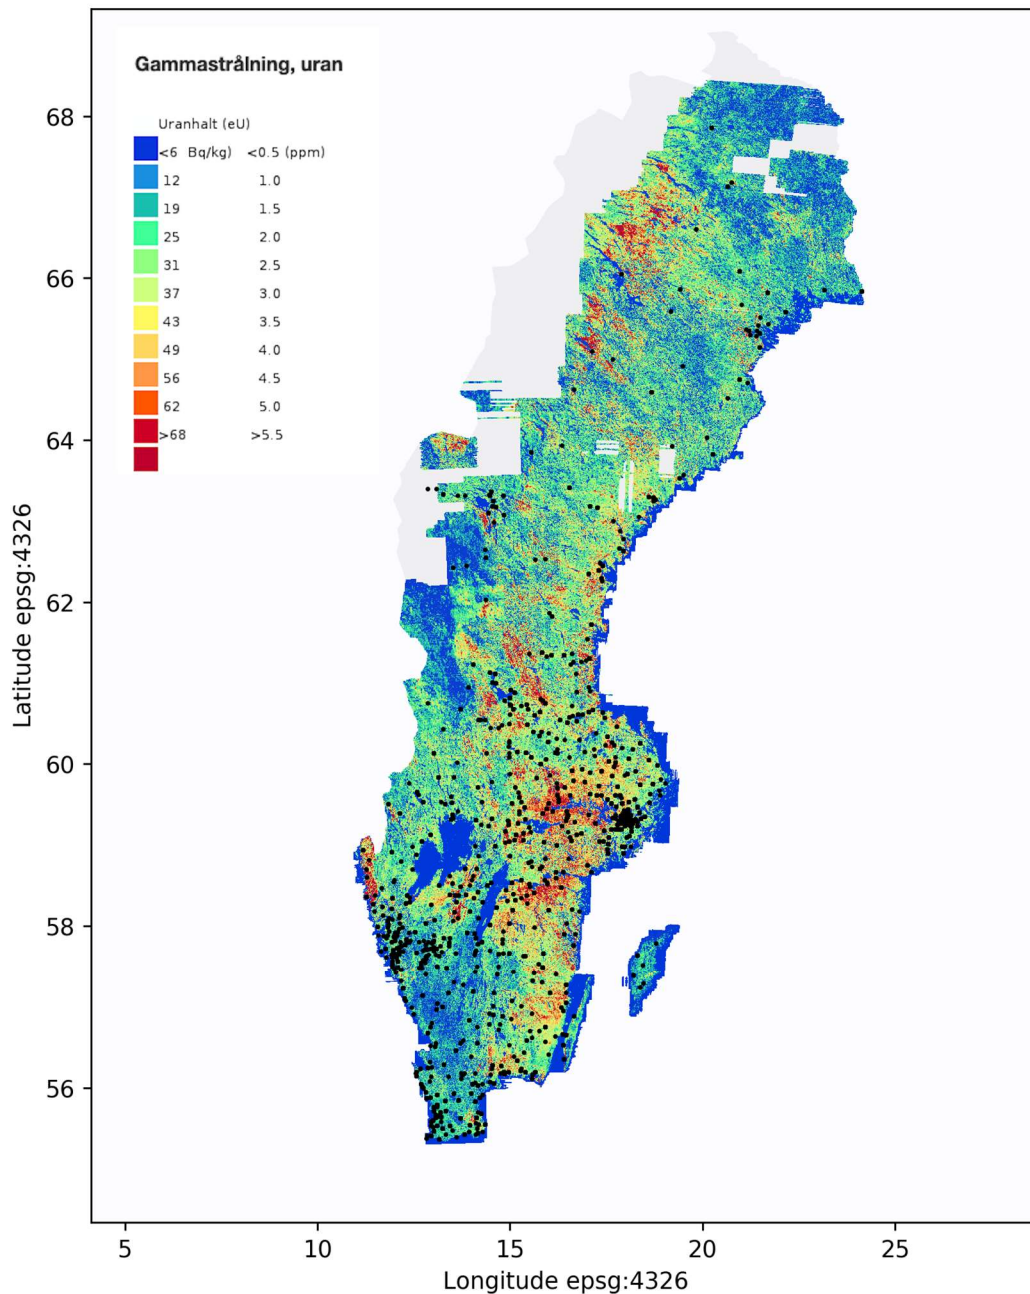 Gammastrålning, uran
Uranhalt (eU)
<6 Bq/kg) <0.5 (ppm)
12 1.0
19 1.5
25 2.0
31 2.5
37 3.0
43 3.5
49 4.0
56 4.5
62 5.0
>68 >5.5
68
66
64
62
60
58
56
Latitude epsg:4326
5 10 15 20 25
Longitude epsg:4326